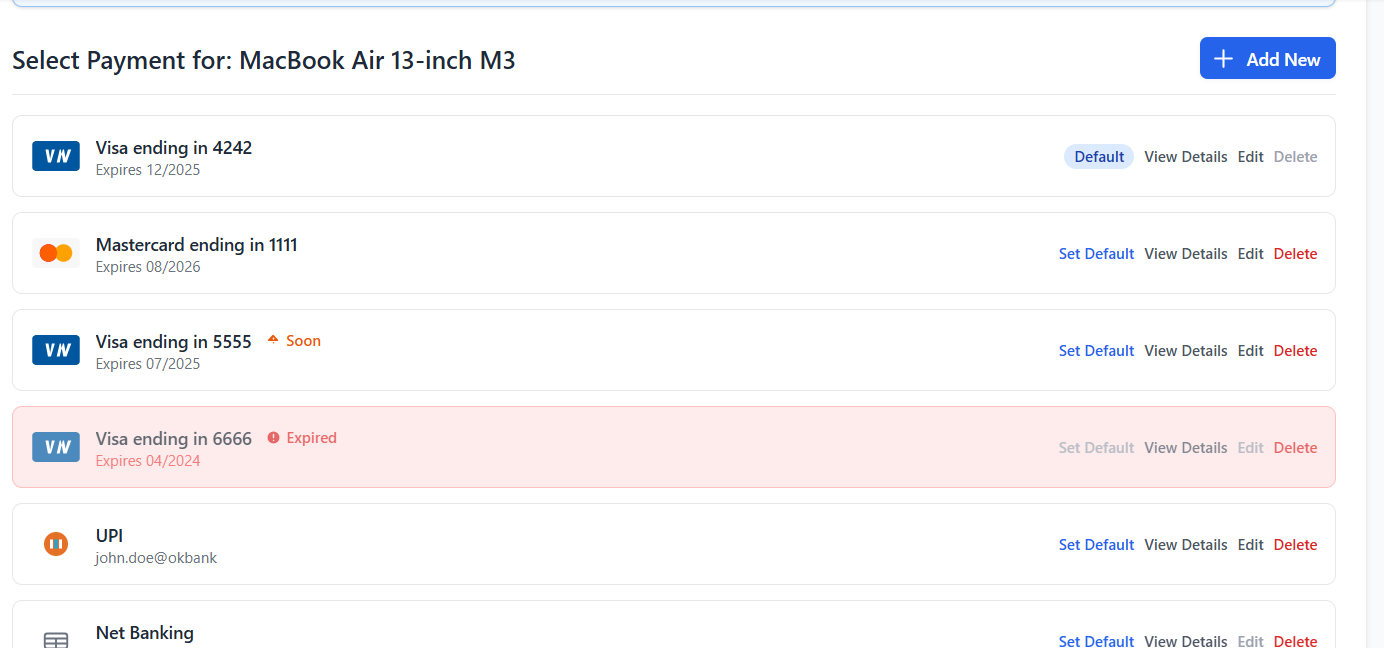 Select Payment for: MacBook Air 13-inch M3
Add New
Visa ending in 4242
Expires 12/2025
Default View Details Edit Delete
Mastercard ending in 1111
Expires 08/2026
Set Default View Details Edit Delete
Visa ending in 5555 Soon
Expires 07/2025
Set Default View Details Edit Delete
Visa ending in 6666 Expired
Expires 04/2024
Set Default View Details Edit Delete
UPI
john.doe@okbank
Set Default View Details Edit Delete
Net Banking
Set Default View Details Edit Delete